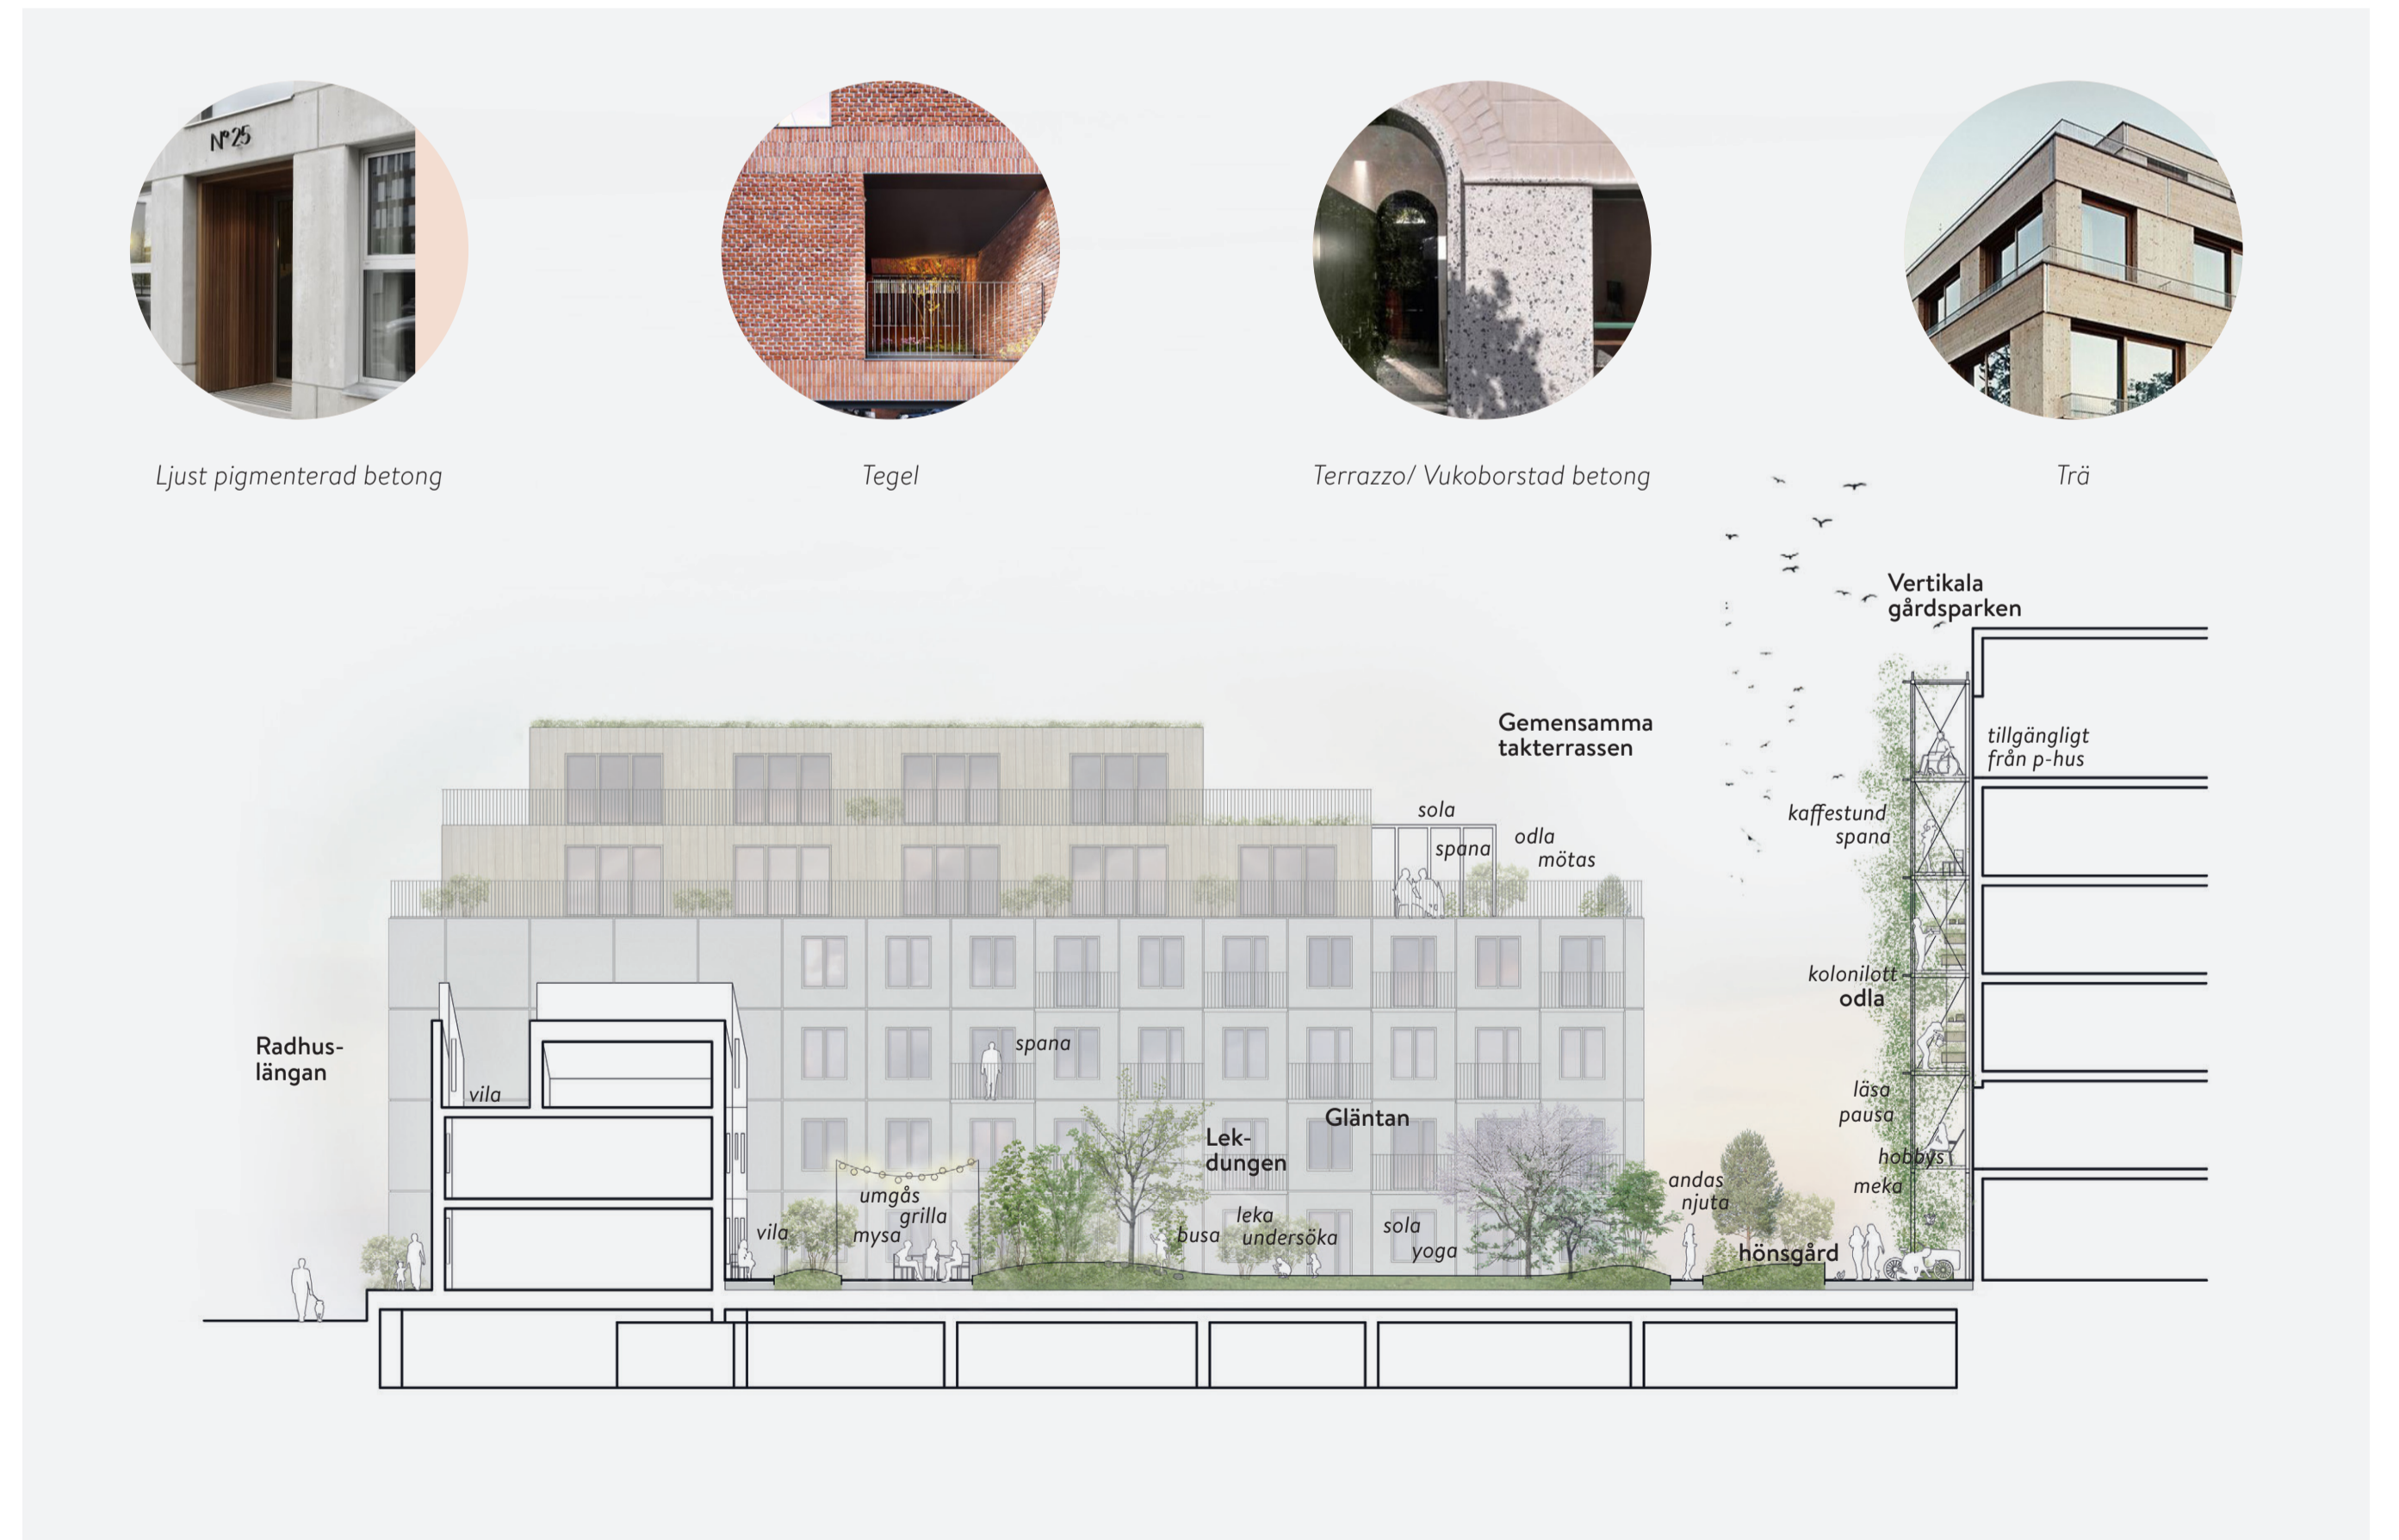 Nº 25
Ljust pigmenterad betong
Tegel
Terrazzo/ Vukoborstad betong
Trä
Vertikala
gårdsparken
Gemensamma
takterrassen
tillgängligt
från p-hus
sola
spana
odla
mötas
kaffestund
spana
kolonilott
odla
Radhus-
längan
vila
spana
läsa
pausa
Gläntan
Lek-
dungen
hobbys
meka
andas
njuta
umgås
grilla
mysa
vila
leka
busa
undersöka
sola
yoga
hönsgård